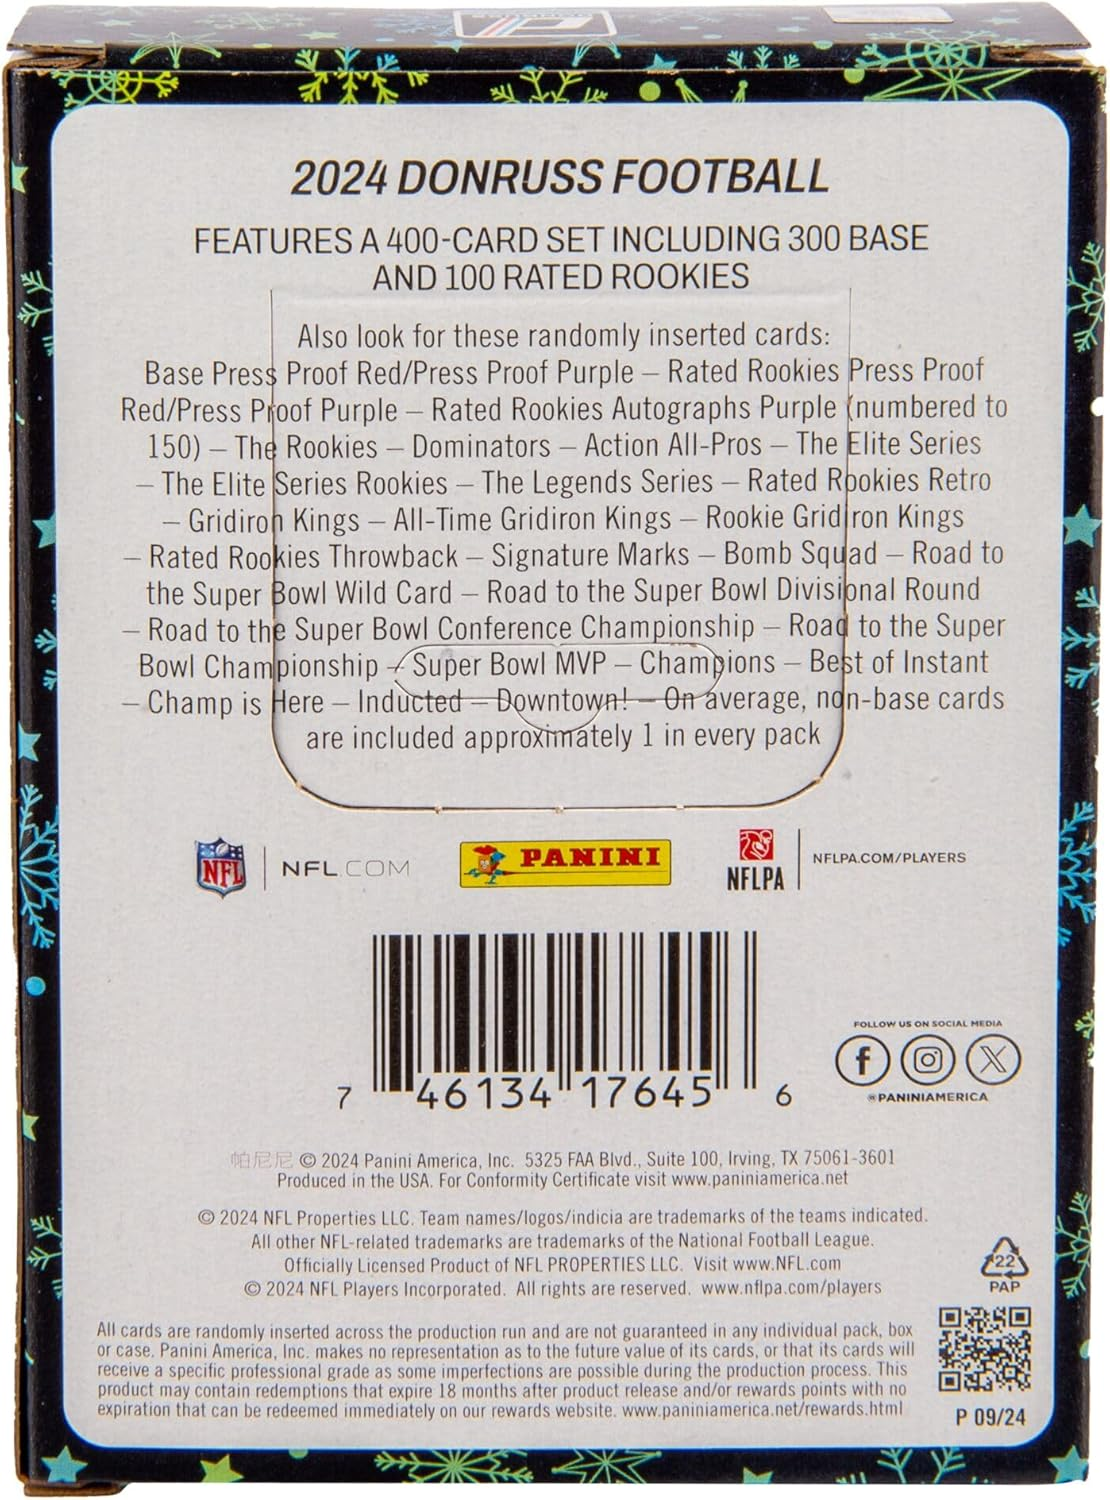 2024 DONRUSS FOOTBALL
FEATURES A 400-CARD SET INCLUDING 300 BASE
AND 100 RATED ROOKIES
Also look for these randomly inserted cards:
Base Press Proof Red/Press Proof Purple – Rated Rookies Press Proof
Red/Press Proof Purple – Rated Rookies Autographs Purple (numbered to
150) – The Rookies – Dominators – Action All-Pros – The Elite Series
– The Elite Series Rookies – The Legends Series – Rated Rookies Retro
– Gridiron Kings – All-Time Gridiron Kings – Rookie Gridiron Kings
– Rated Rookies Throwback – Signature Marks – Bomb Squad – Road to
the Super Bowl Wild Card – Road to the Super Bowl Divisional Round
– Road to the Super Bowl Conference Championship – Road to the Super
Bowl Championship – Super Bowl MVP – Champions – Best of Instant
– Champ is Here – Inducted – Downtown! – On average, non-base cards
are included approximately 1 in every pack
NFL
NFL.COM
PANINI
NFLPA
NFLPA.COM/PLAYERS
FOLLOW US ON SOCIAL MEDIA
@PANINIAMERICA
7 46134 17645 6
帕尼尼 © 2024 Panini America, Inc. 5325 FAA Blvd., Suite 100, Irving, TX 75061-3601
Produced in the USA. For Conformity Certificate visit www.paniniamerica.net
© 2024 NFL Properties LLC. Team names/logos/indicia are trademarks of the teams indicated.
All other NFL-related trademarks are trademarks of the National Football League.
Officially Licensed Product of NFL PROPERTIES LLC. Visit www.NFL.com
© 2024 NFL Players Incorporated. All rights are reserved. www.nflpa.com/players
22
PAP
All cards are randomly inserted across the production run and are not guaranteed in any individual pack, box
or case. Panini America, Inc. makes no representation as to the future value of its cards, or that its cards will
receive a specific professional grade as some imperfections are possible during the production process. This
product may contain redemptions that expire 18 months after product release and/or rewards points with no
expiration that can be redeemed immediately on our rewards website. www.paniniamerica.net/rewards.html
P 09/24